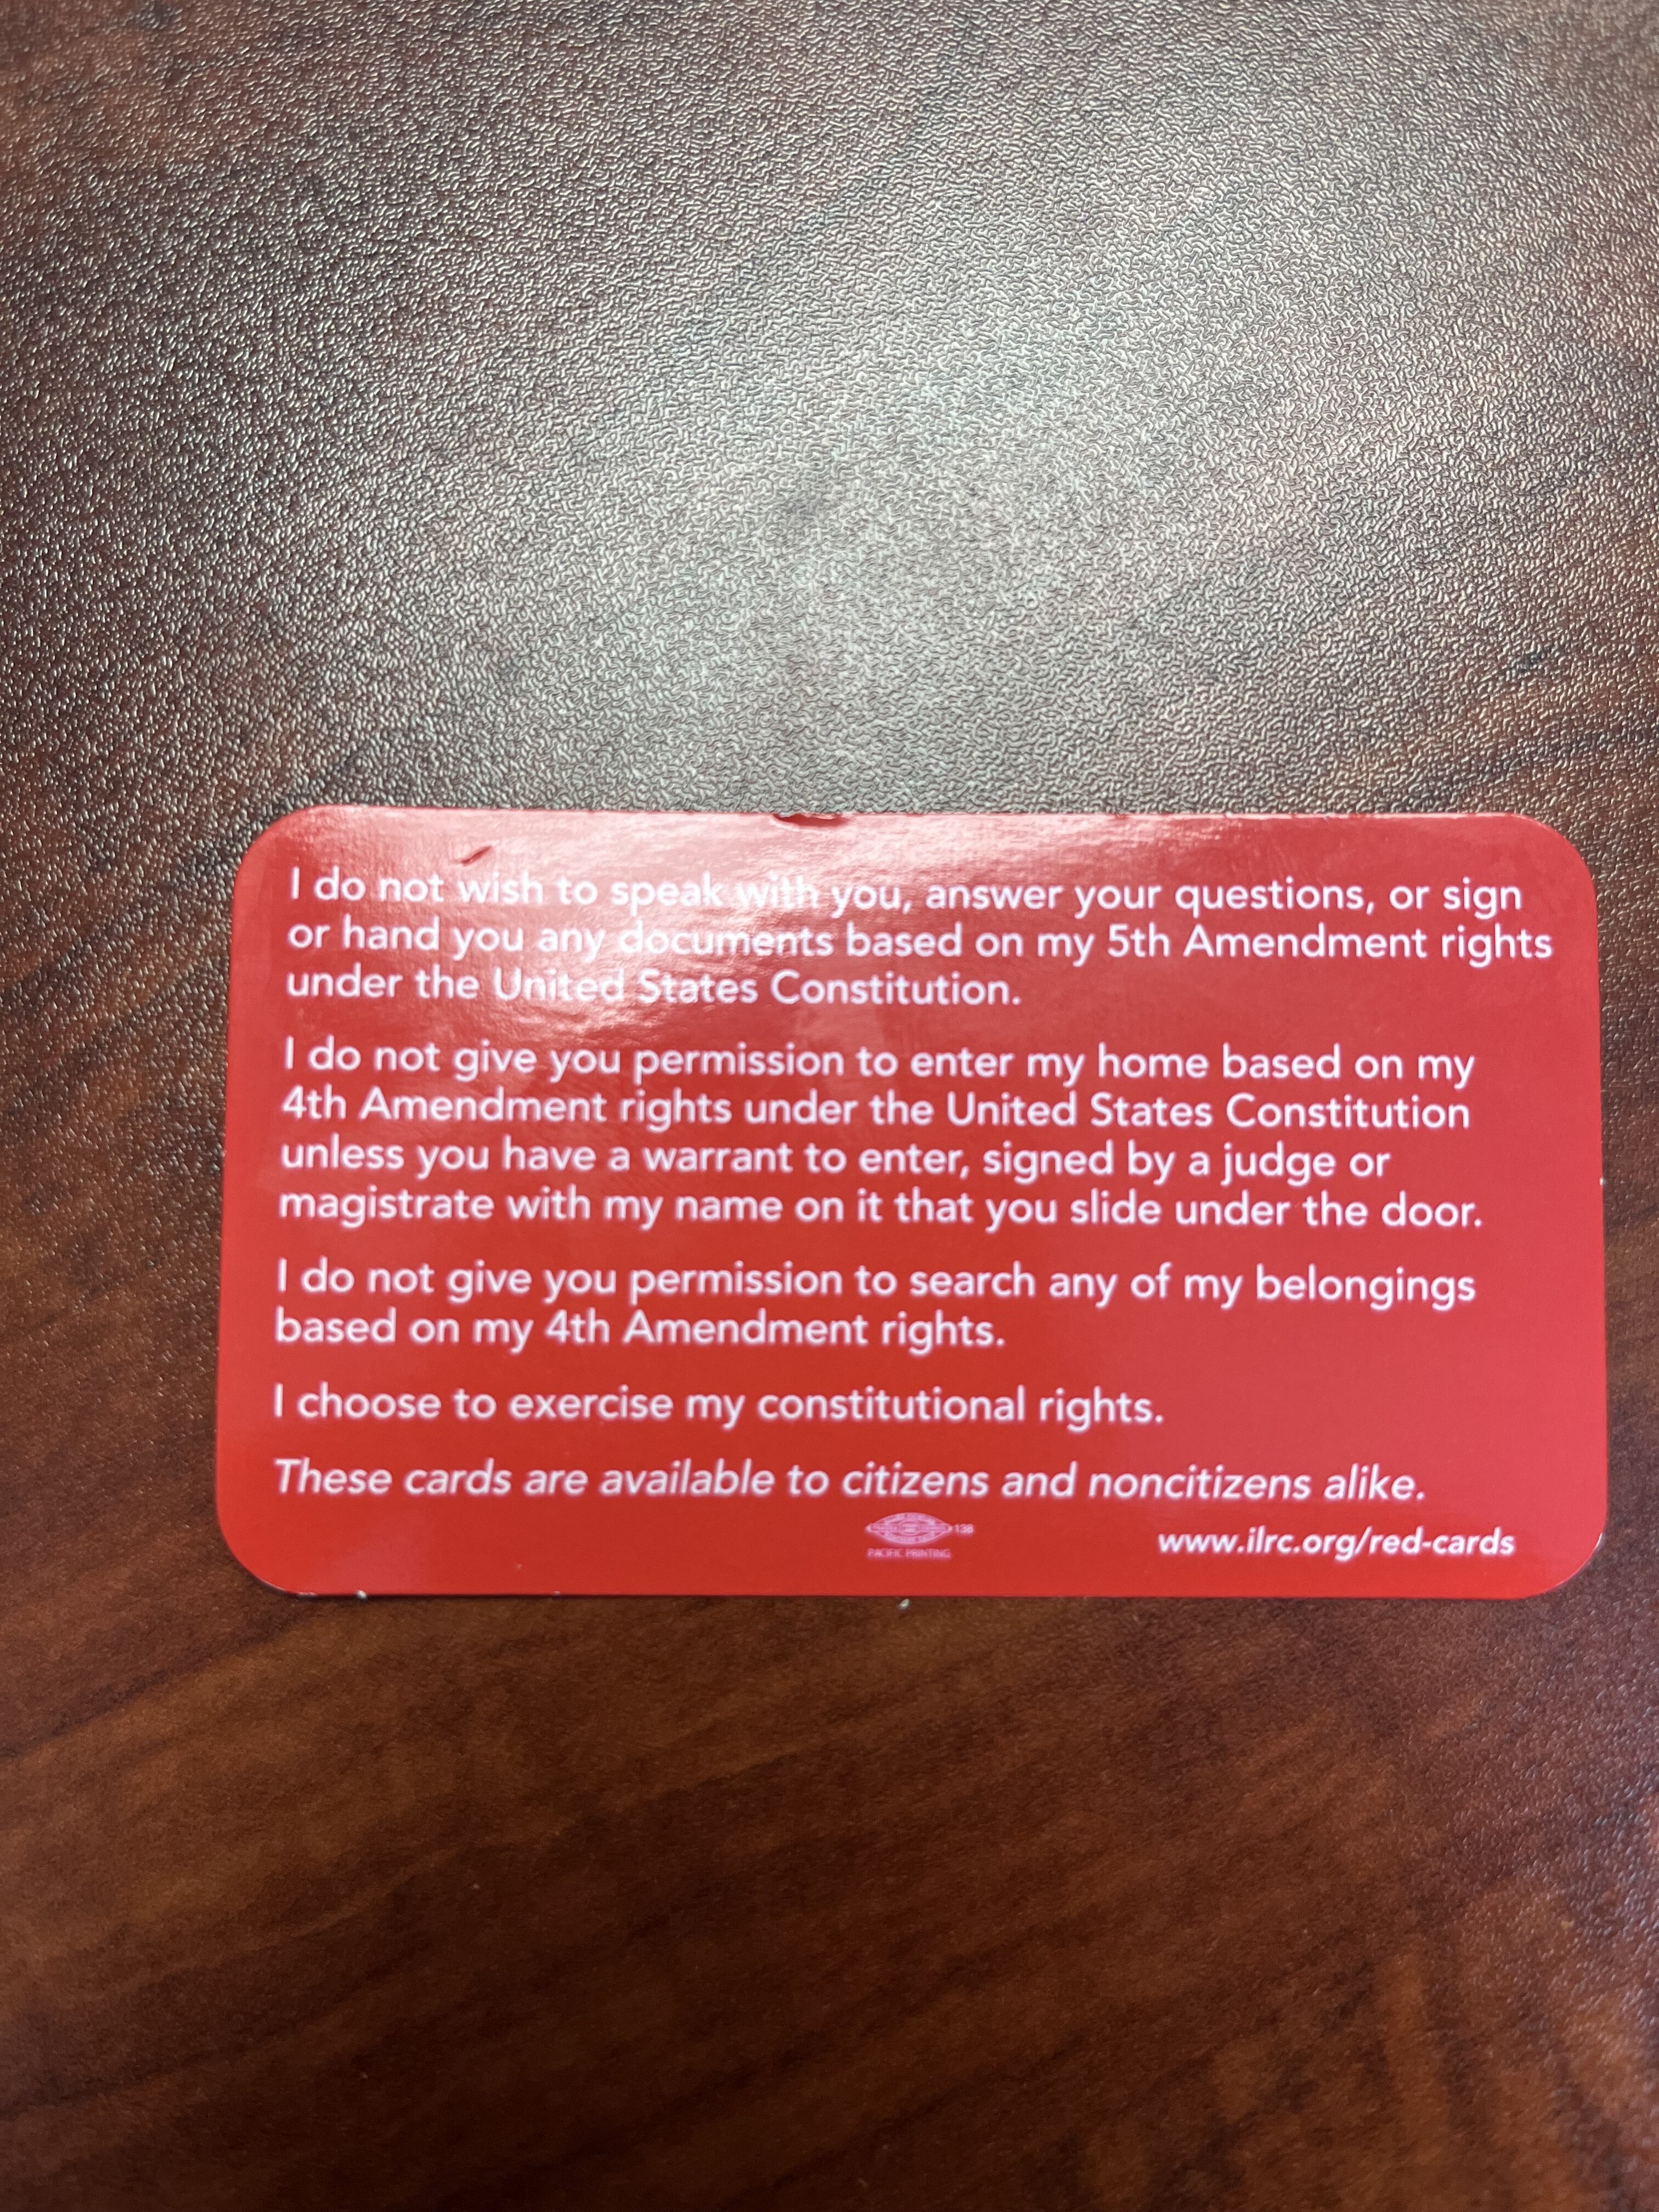 I do not wish to speak with you, answer your questions, or sign
or hand you any documents based on my 5th Amendment rights
under the United States Constitution.
I do not give you permission to enter my home based on my
4th Amendment rights under the United States Constitution
unless you have a warrant to enter, signed by a judge or
magistrate with my name on it that you slide under the door.
I do not give you permission to search any of my belongings
based on my 4th Amendment rights.
I choose to exercise my constitutional rights.
These cards are available to citizens and noncitizens alike.
138
PACIFIC PRINTING
www.ilrc.org/red-cards